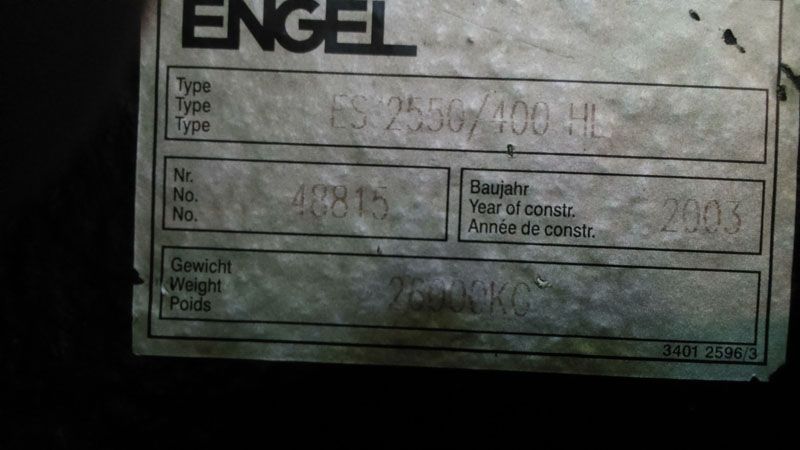 ENGEL
Type
Type
Type
ES 2550/400 HL
Nr.
No.
No.
48815
Baujahr
Year of constr.
Année de constr.
2003
Gewicht
Weight
Poids
26000KG
3401 2596/3